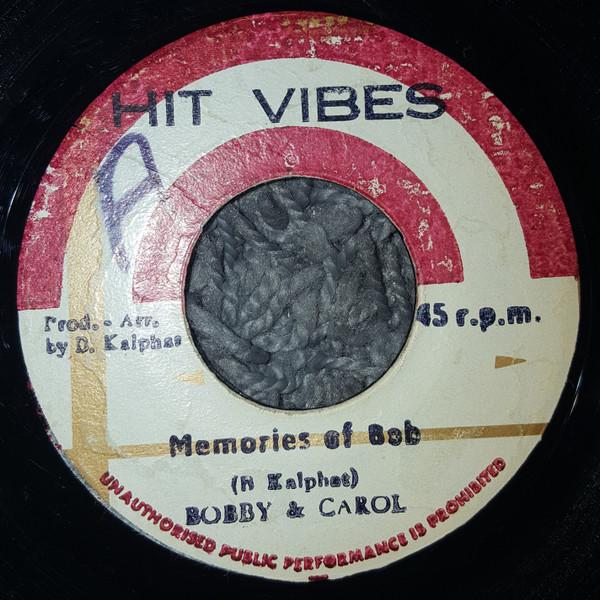 HIT VIBES
A
Prod. - Arr.
by D. Kalphat
45 r.p.m.
Memories of Bob
(B Kalphat)
BOBBY & CAROL
UNAUTHORISED PUBLIC PERFORMANCE IS PROHIBITED